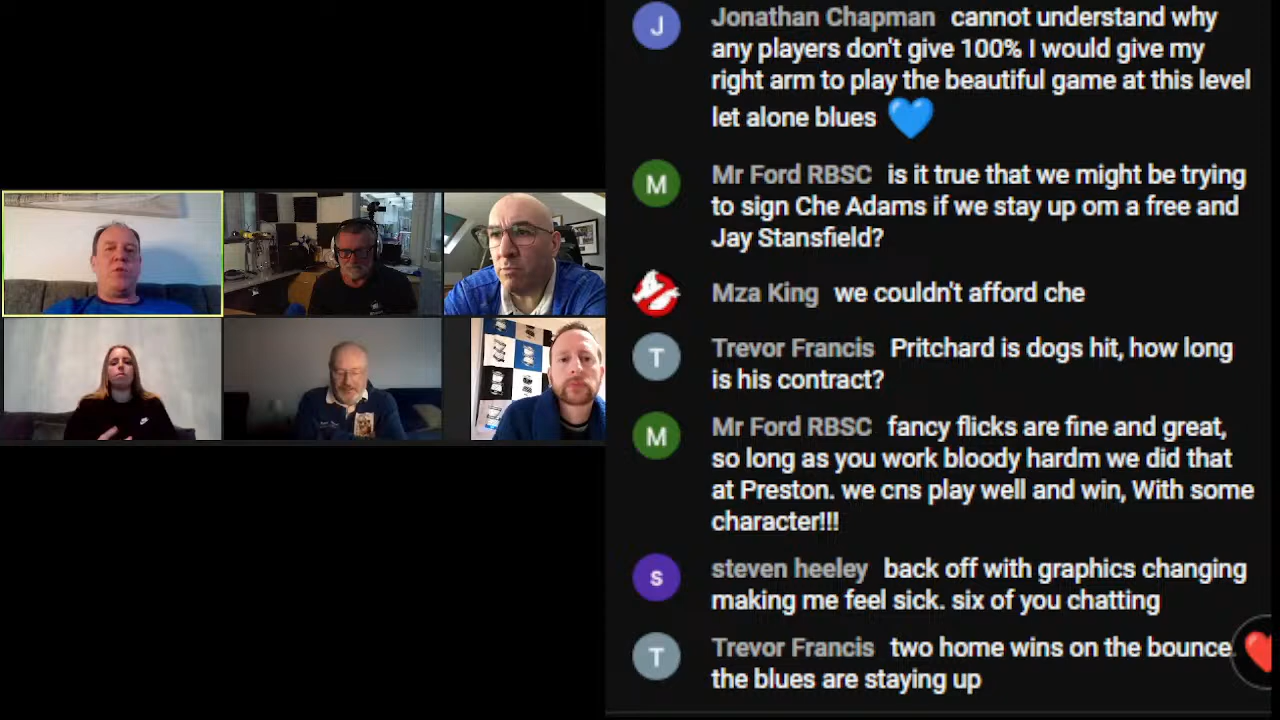 J
Jonathan Chapman cannot understand why
any players don't give 100% I would give my
right arm to play the beautiful game at this level
let alone blues 💙
M
Mr Ford RBSC is it true that we might be trying
to sign Che Adams if we stay up om a free and
Jay Stansfield?
Mza King we couldn't afford che
T
Trevor Francis Pritchard is dogs hit, how long
is his contract?
M
Mr Ford RBSC fancy flicks are fine and great,
so long as you work bloody hardm we did that
at Preston. we cns play well and win, With some
character!!!
s
steven heeley back off with graphics changing
making me feel sick. six of you chatting
T
Trevor Francis two home wins on the bounce.
the blues are staying up